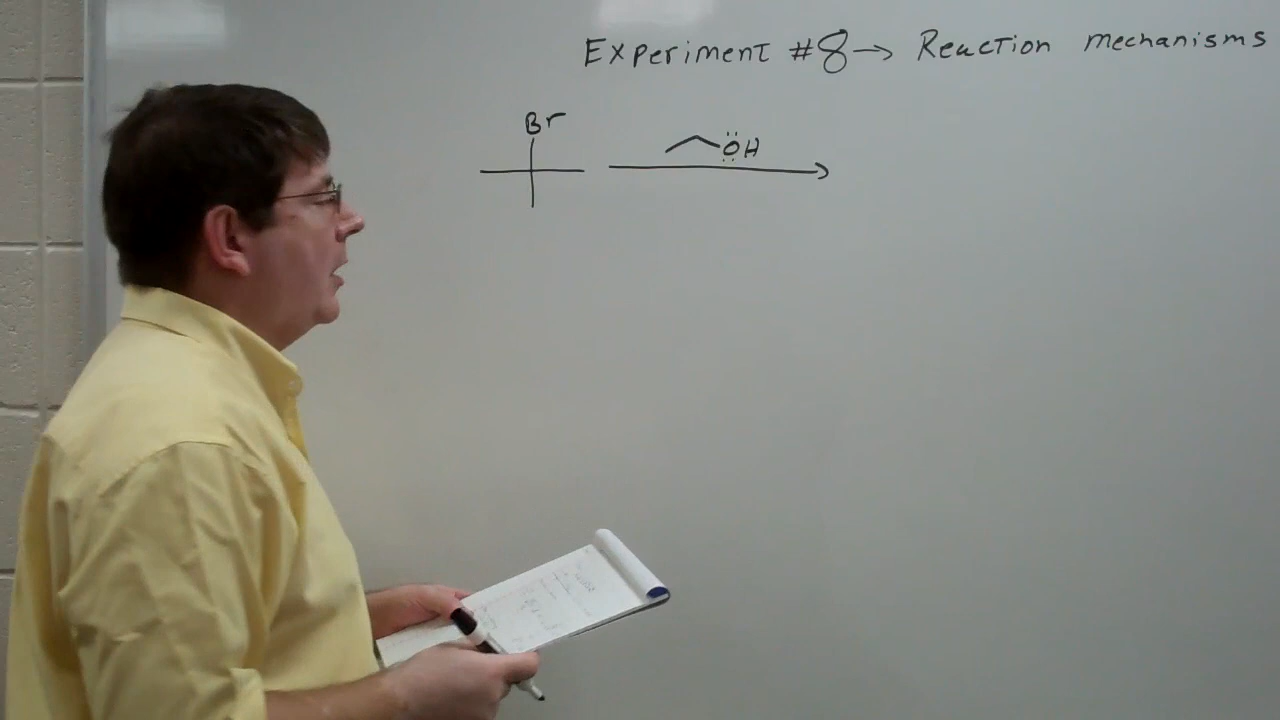 Experiment #8 → Reaction mechanisms
Br
ÖH